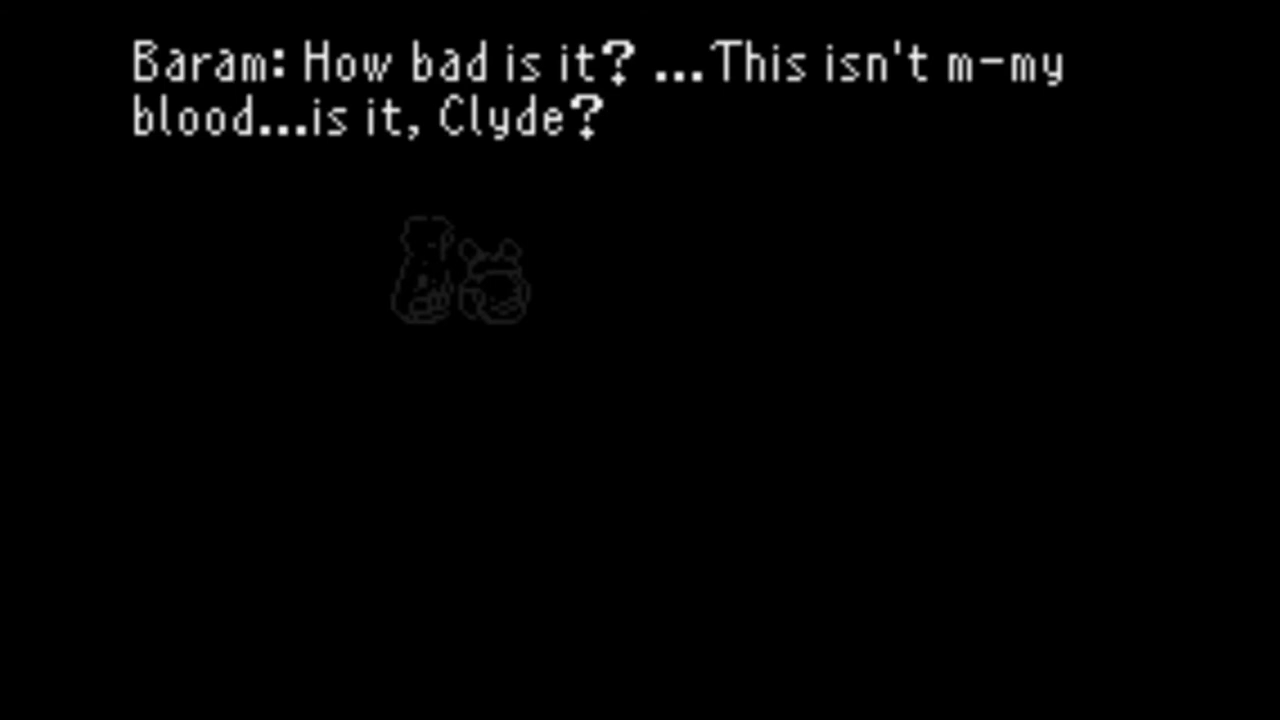 Baram: How bad is it? ...This isn't m-my
blood...is it, Clyde?